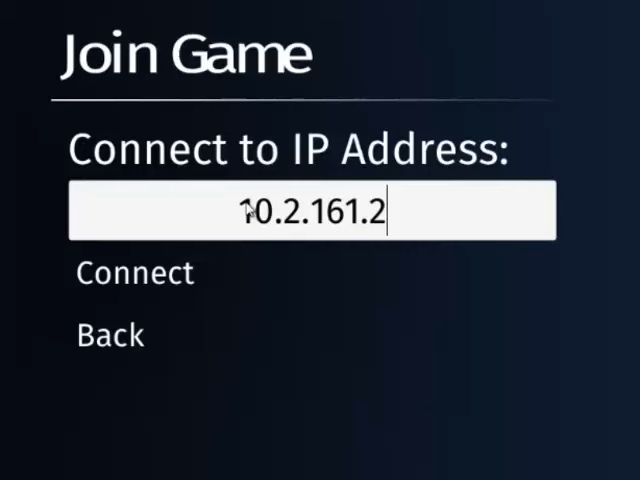 Join Game
Connect to IP Address:
10.2.161.2
Connect
Back